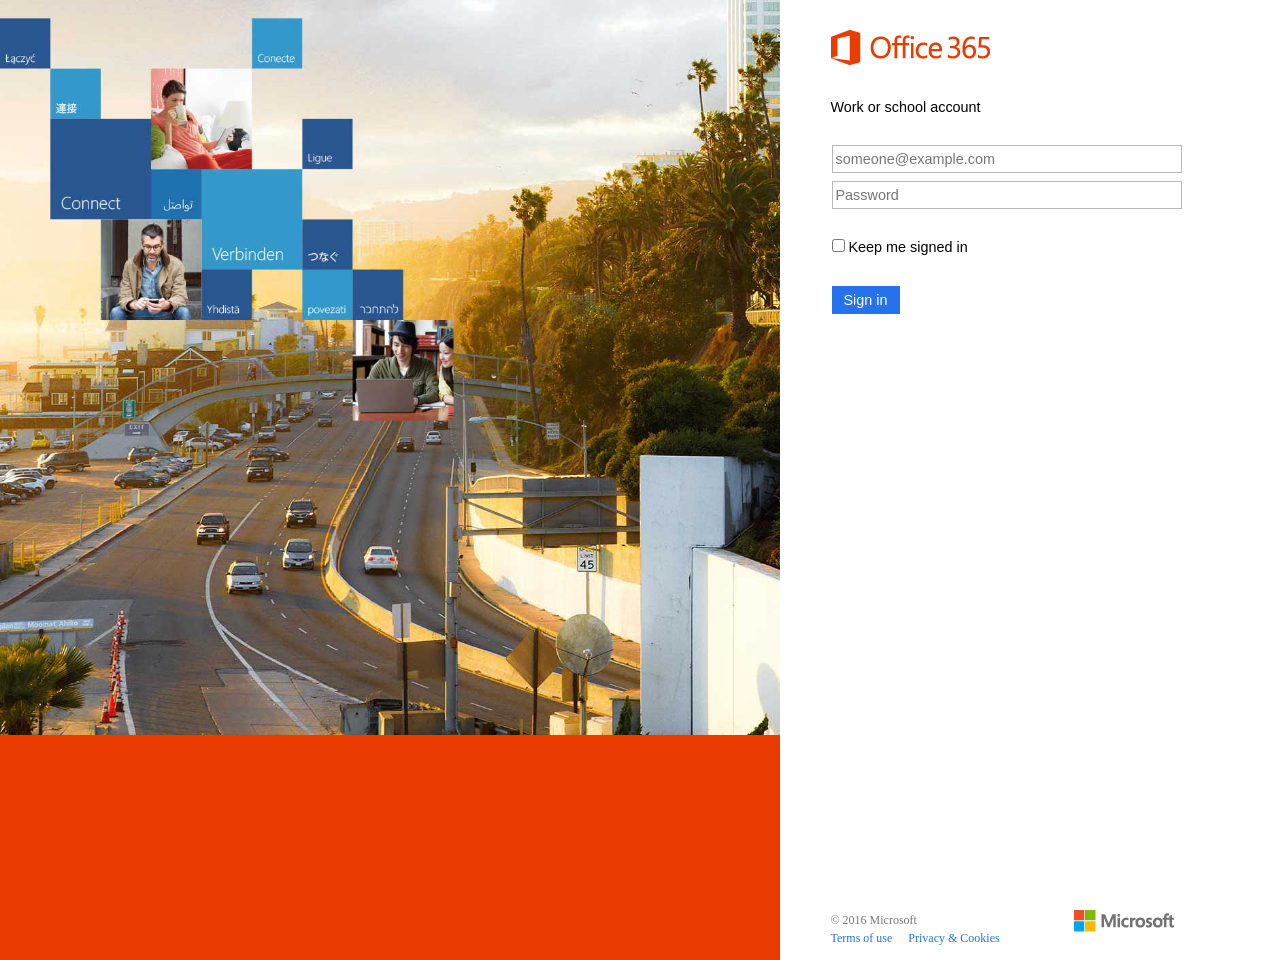 Łączyć
Conecte
連接
Ligue
Connect
تواصل
Verbinden
つなぐ
Yhdistä
povezati
להתחבר
EXIT
SPEED
LIMIT
45
Office 365
Work or school account
someone@example.com
Password
Keep me signed in
Sign in
© 2016 Microsoft
Terms of use Privacy & Cookies
Microsoft